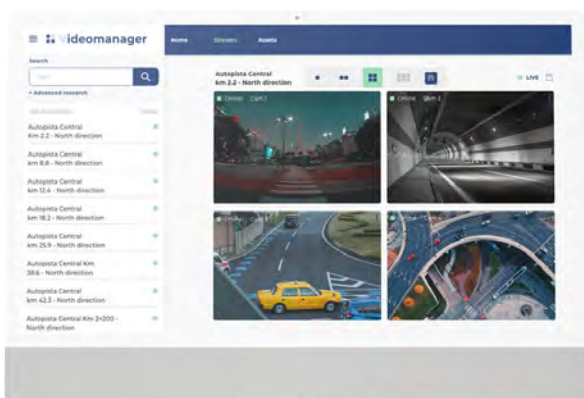 Videomanager
Home Streams Assets
Search
+ Advanced research
Autopista Central
Km 2.2 - North direction
Autopista Central
km 8.8 - North direction
Autopista Central
km 12.4 - North direction
Autopista Central
km 18.2 - North direction
Autopista Central
km 25.9 - North direction
Autopista Central Km
38.6 - North direction
Autopista Central
km 42.3 - North direction
Autopista Central Km 2+200 -
North direction
Autopista Central
km 2.2 - North direction
LIVE
Online Cam 1
Online Cam 2
Online
Online